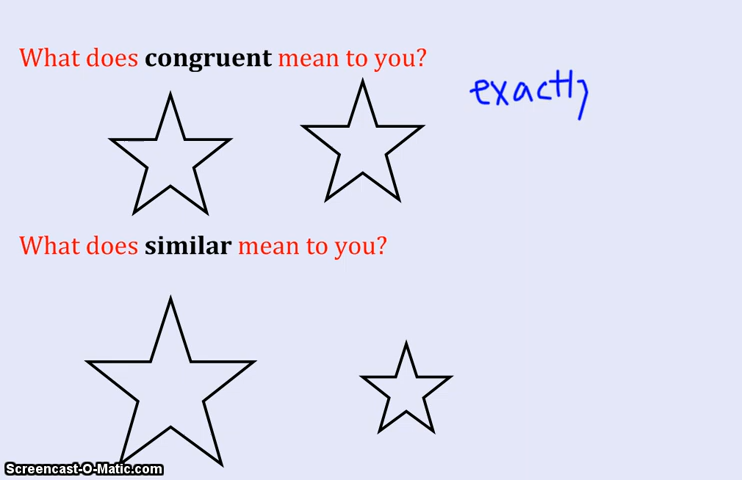 What does congruent mean to you?
exactly
What does similar mean to you?
Screencast-O-Matic.com